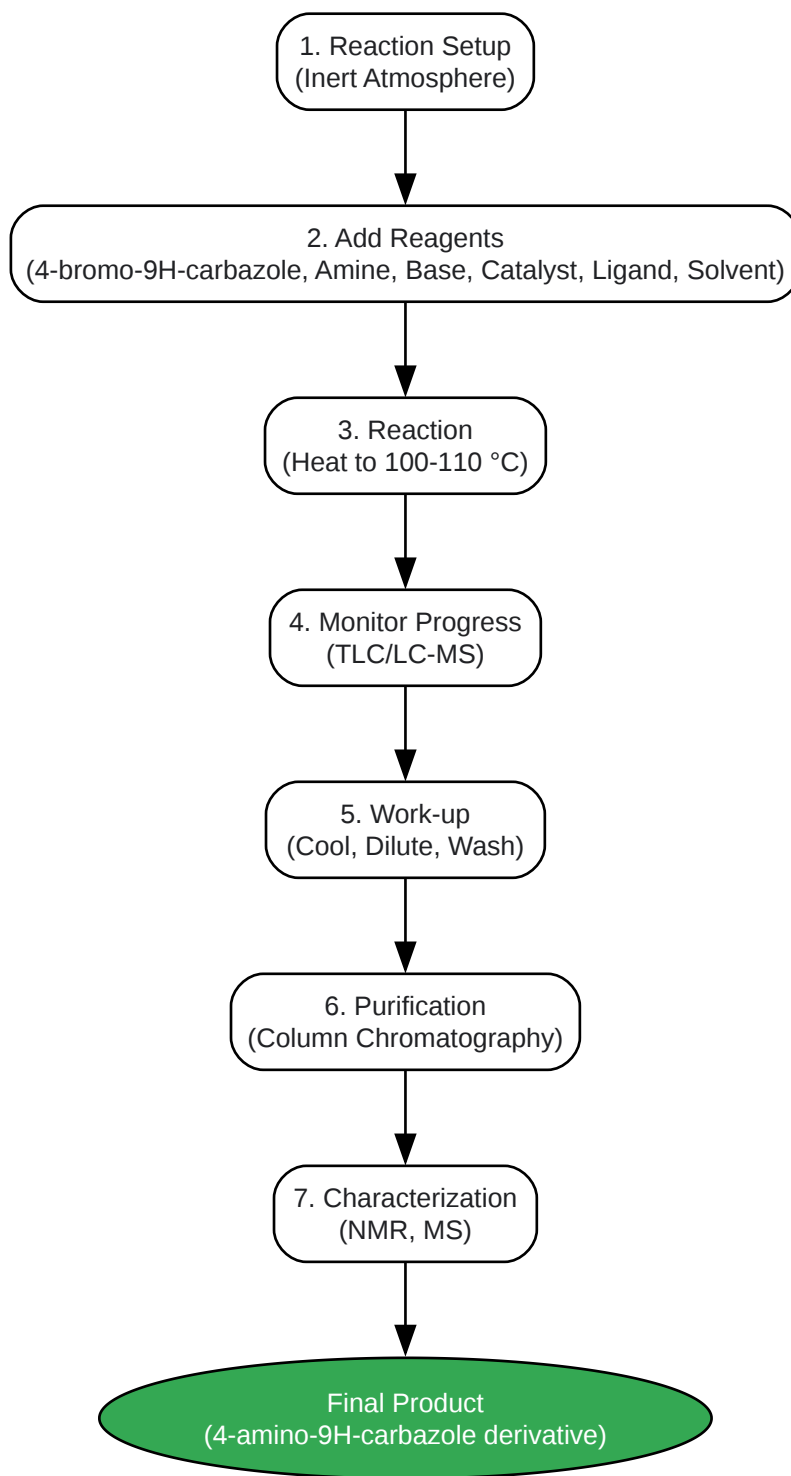 1. Reaction Setup
(Inert Atmosphere)
2. Add Reagents
(4-bromo-9H-carbazole, Amine, Base, Catalyst, Ligand, Solvent)
3. Reaction
(Heat to 100-110 °C)
4. Monitor Progress
(TLC/LC-MS)
5. Work-up
(Cool, Dilute, Wash)
6. Purification
(Column Chromatography)
7. Characterization
(NMR, MS)
Final Product
(4-amino-9H-carbazole derivative)